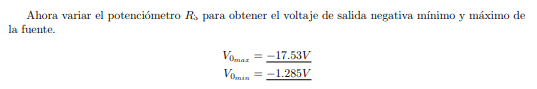 Ahora variar el potenciómetro R₅ para obtener el voltaje de salida negativa mínimo y máximo de
la fuente.
V₀ₘₐₓ = −17.53V
V₀ₘᵢₙ = −1.285V